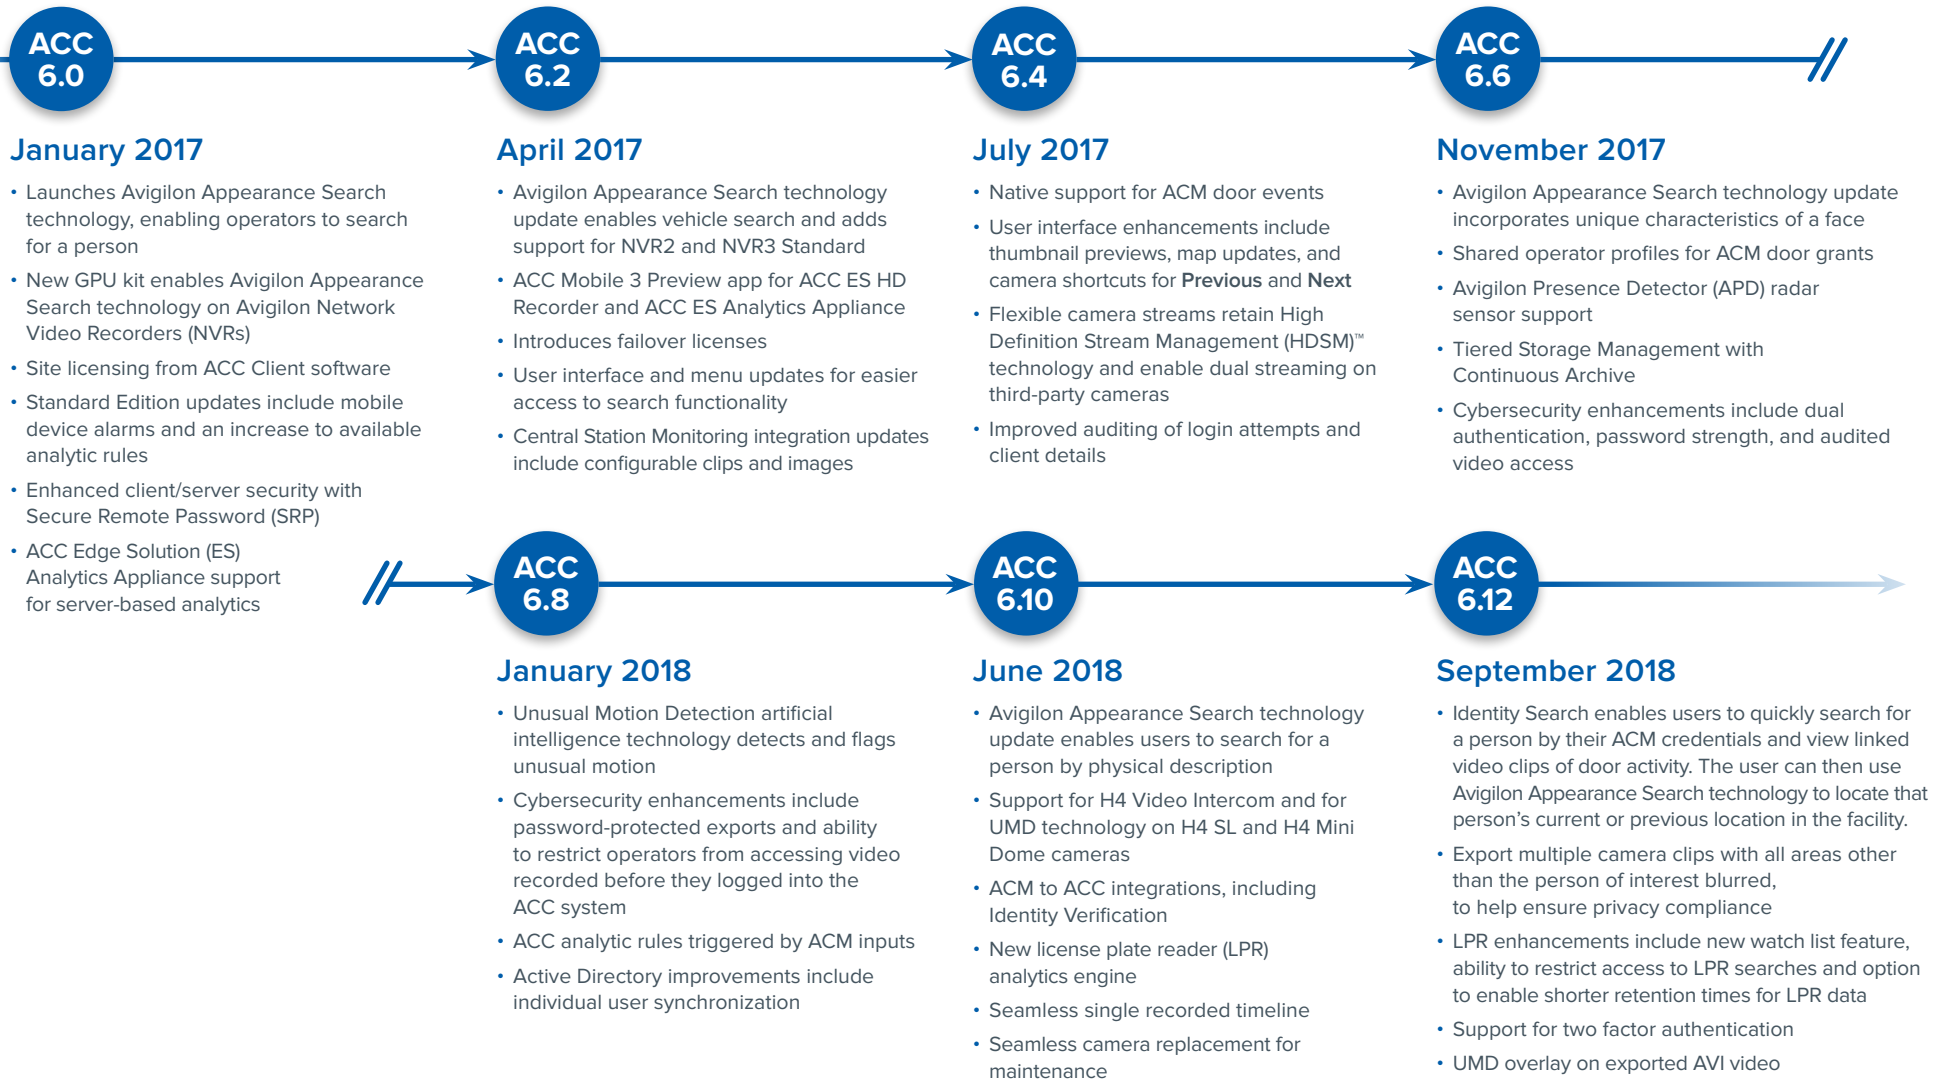 ACC
6.0
January 2017
• Launches Avigilon Appearance Search
technology, enabling operators to search
for a person
• New GPU kit enables Avigilon Appearance
Search technology on Avigilon Network
Video Recorders (NVRs)
• Site licensing from ACC Client software
• Standard Edition updates include mobile
device alarms and an increase to available
analytic rules
• Enhanced client/server security with
Secure Remote Password (SRP)
• ACC Edge Solution (ES)
Analytics Appliance support
for server-based analytics
ACC
6.2
April 2017
• Avigilon Appearance Search technology
update enables vehicle search and adds
support for NVR2 and NVR3 Standard
• ACC Mobile 3 Preview app for ACC ES HD
Recorder and ACC ES Analytics Appliance
• Introduces failover licenses
• User interface and menu updates for easier
access to search functionality
• Central Station Monitoring integration updates
include configurable clips and images
ACC
6.4
July 2017
• Native support for ACM door events
• User interface enhancements include
thumbnail previews, map updates, and
camera shortcuts for Previous and Next
• Flexible camera streams retain High
Definition Stream Management (HDSM)™
technology and enable dual streaming on
third-party cameras
• Improved auditing of login attempts and
client details
ACC
6.6
November 2017
• Avigilon Appearance Search technology update
incorporates unique characteristics of a face
• Shared operator profiles for ACM door grants
• Avigilon Presence Detector (APD) radar
sensor support
• Tiered Storage Management with
Continuous Archive
• Cybersecurity enhancements include dual
authentication, password strength, and audited
video access
ACC
6.8
January 2018
• Unusual Motion Detection artificial
intelligence technology detects and flags
unusual motion
• Cybersecurity enhancements include
password-protected exports and ability
to restrict operators from accessing video
recorded before they logged into the
ACC system
• ACC analytic rules triggered by ACM inputs
• Active Directory improvements include
individual user synchronization
ACC
6.10
June 2018
• Avigilon Appearance Search technology
update enables users to search for a
person by physical description
• Support for H4 Video Intercom and for
UMD technology on H4 SL and H4 Mini
Dome cameras
• ACM to ACC integrations, including
Identity Verification
• New license plate reader (LPR)
analytics engine
• Seamless single recorded timeline
• Seamless camera replacement for
maintenance
ACC
6.12
September 2018
• Identity Search enables users to quickly search for
a person by their ACM credentials and view linked
video clips of door activity. The user can then use
Avigilon Appearance Search technology to locate that
person’s current or previous location in the facility.
• Export multiple camera clips with all areas other
than the person of interest blurred,
to help ensure privacy compliance
• LPR enhancements include new watch list feature,
ability to restrict access to LPR searches and option
to enable shorter retention times for LPR data
• Support for two factor authentication
• UMD overlay on exported AVI video